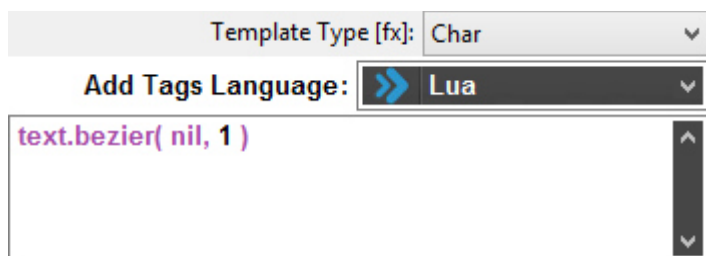 Template Type [fx]: Char
Add Tags Language: Lua
text.bezier( nil, 1 )